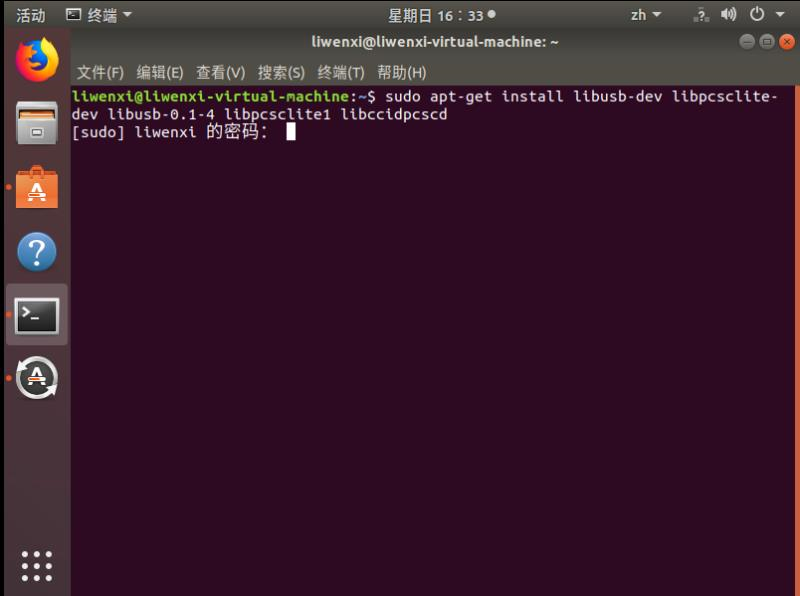 活动 终端 星期日 16：33 zh
liwenxi@liwenxi-virtual-machine: ~
文件(F) 编辑(E) 查看(V) 搜索(S) 终端(T) 帮助(H)
liwenxi@liwenxi-virtual-machine:~$ sudo apt-get install libusb-dev libpcsclite-
dev libusb-0.1-4 libpcsclite1 libccidpcscd
[sudo] liwenxi 的密码：